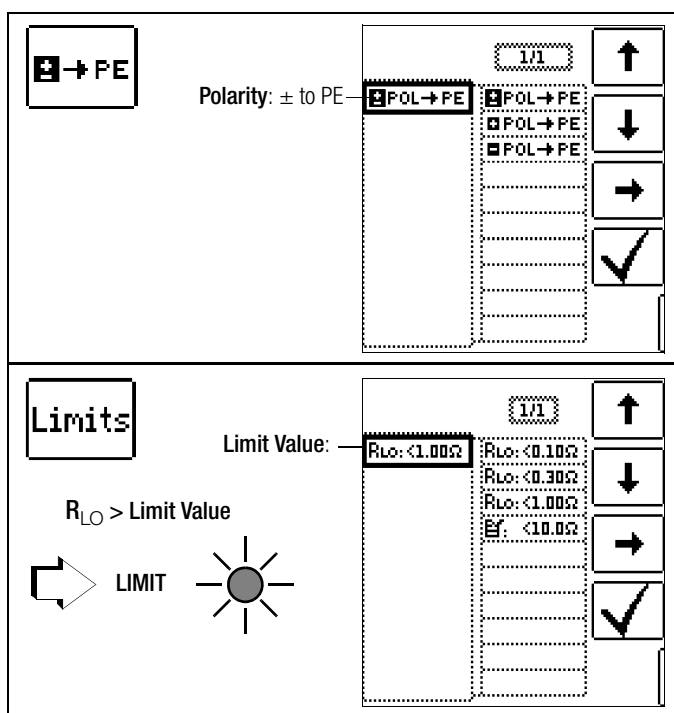 ±→PE
1/1
Polarity: ± to PE
±POL→PE
±POL→PE
+POL→PE
-POL→PE
Limits
1/1
Limit Value:
RLO:<1.00Ω
RLO:<0.10Ω
RLO:<0.30Ω
RLO:<1.00Ω
: <10.0Ω
RLO > Limit Value
LIMIT